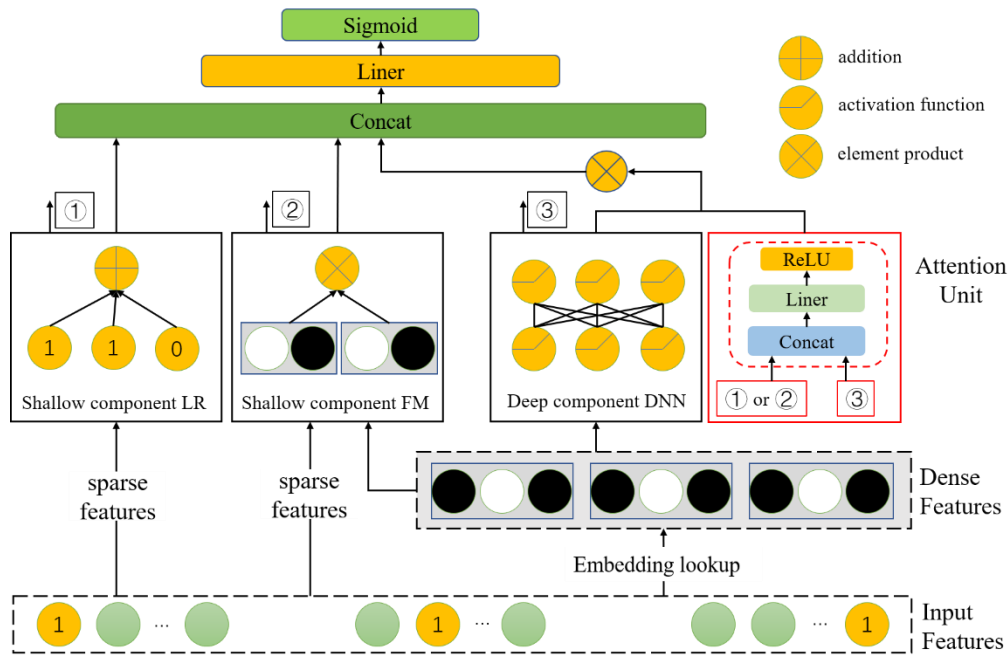 Sigmoid
Liner
Concat
addition
activation function
element product
①
②
③
1
1
0
Shallow component LR
Shallow component FM
Deep component DNN
ReLU
Liner
Concat
① or ②
③
Attention
Unit
sparse
features
sparse
features
Dense
Features
Embedding lookup
1
...
1
...
...
1
Input
Features